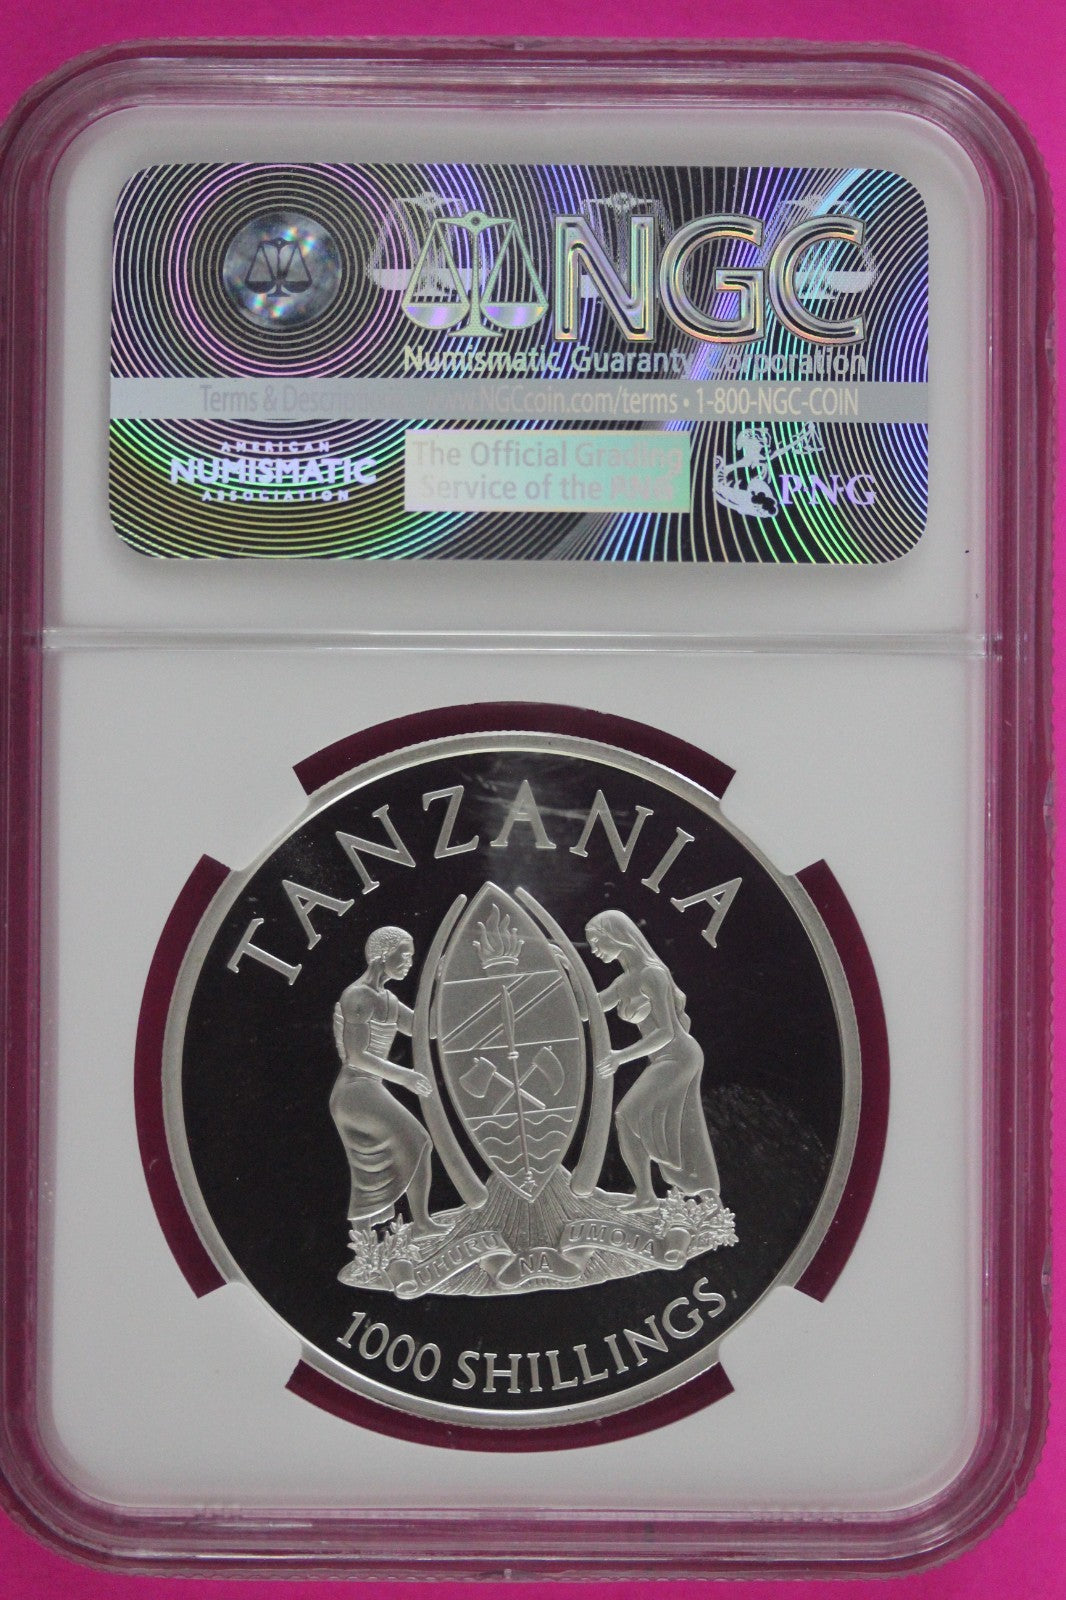 NGC
Numismatic Guaranty Corporation
Terms & www.NGCcoin.com/terms • 1-800-NGC-COIN
AMERICAN
NUMISMATIC
ASSOCIATION
The Official Grading
Service of the PNG
PNG
TANZANIA
UHURU NA UMOJA
1000 SHILLINGS